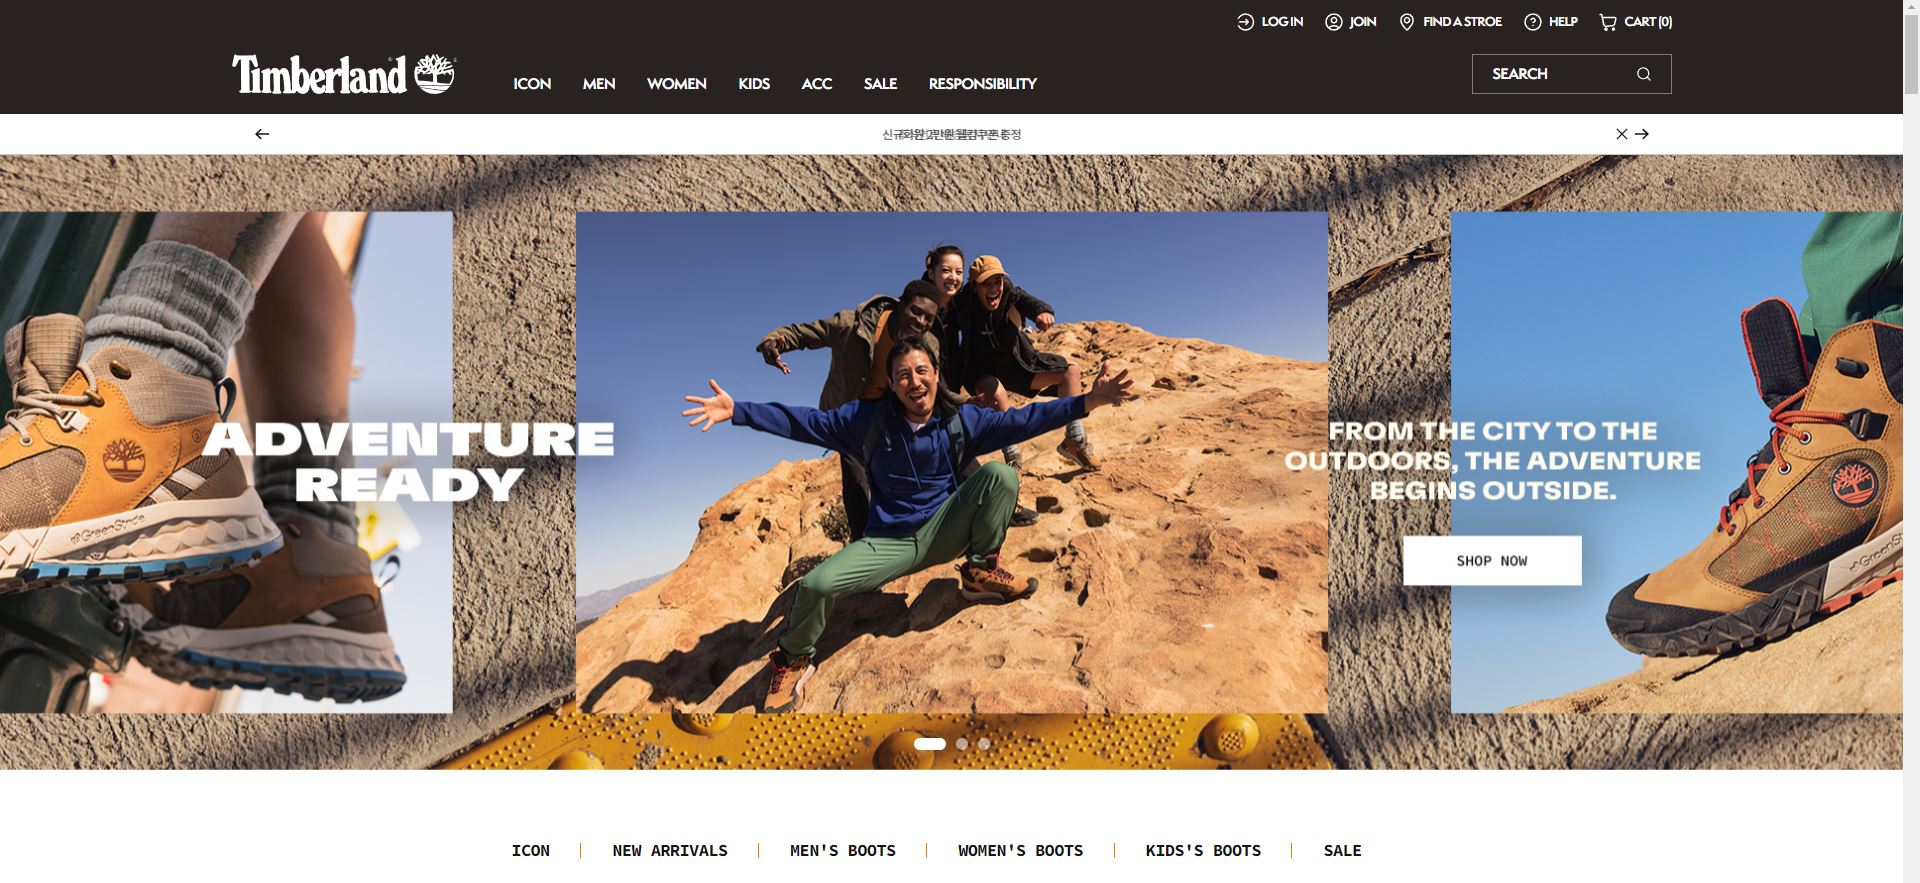 LOG IN JOIN FIND A STROE HELP CART (0)
Timberland
ICON MEN WOMEN KIDS ACC SALE RESPONSIBILITY
SEARCH
ADVENTURE
READY
FROM THE CITY TO THE
OUTDOORS, THE ADVENTURE
BEGINS OUTSIDE.
SHOP NOW
GreenStride
ICON NEW ARRIVALS MEN'S BOOTS WOMEN'S BOOTS KIDS'S BOOTS SALE